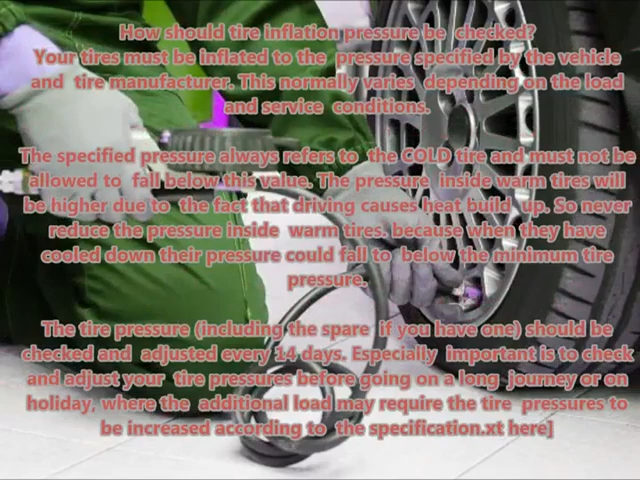 How should tire inflation pressure be checked?
Your tires must be inflated to the pressure specified by the vehicle
and tire manufacturer. This normally varies depending on the load
and service conditions.
The specified pressure always refers to the COLD tire and must not be
allowed to fall below this value. The pressure inside warm tires will
be higher due to the fact that driving causes heat build up. So never
reduce the pressure inside warm tires. because when they have
cooled down their pressure could fall to below the minimum tire
pressure.
The tire pressure (including the spare if you have one) should be
checked and adjusted every 14 days. Especially important is to check
and adjust your tire pressures before going on a long journey or on
holiday, where the additional load may require the tire pressures to
be increased according to the specification.xt here]